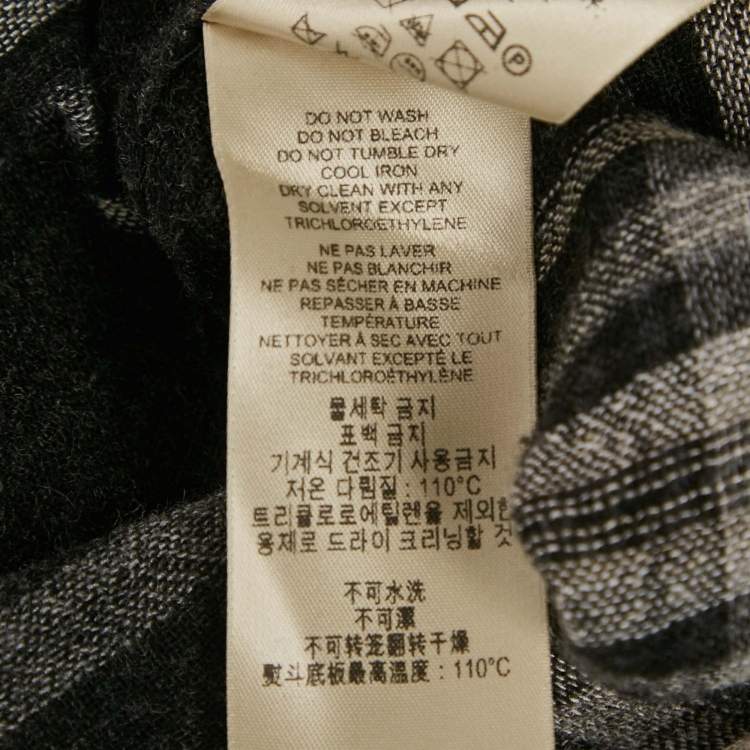 DO NOT WASH
DO NOT BLEACH
DO NOT TUMBLE DRY
COOL IRON
DRY CLEAN WITH ANY
SOLVENT EXCEPT
TRICHLOROETHYLENE
NE PAS LAVER
NE PAS BLANCHIR
NE PAS SÉCHER EN MACHINE
REPASSER À BASSE
TEMPÉRATURE
NETTOYER À SEC AVEC TOUT
SOLVANT EXCEPTÉ LE
TRICHLOROÉTHYLÈNE
물세탁 금지
표백 금지
기계식 건조기 사용금지
저온 다림질 : 110°C
트리클로로에틸렌을 제외한
용재로 드라이 크리닝할 것
不可水洗
不可漂
不可转笼翻转干燥
熨斗底板最高温度 : 110°C